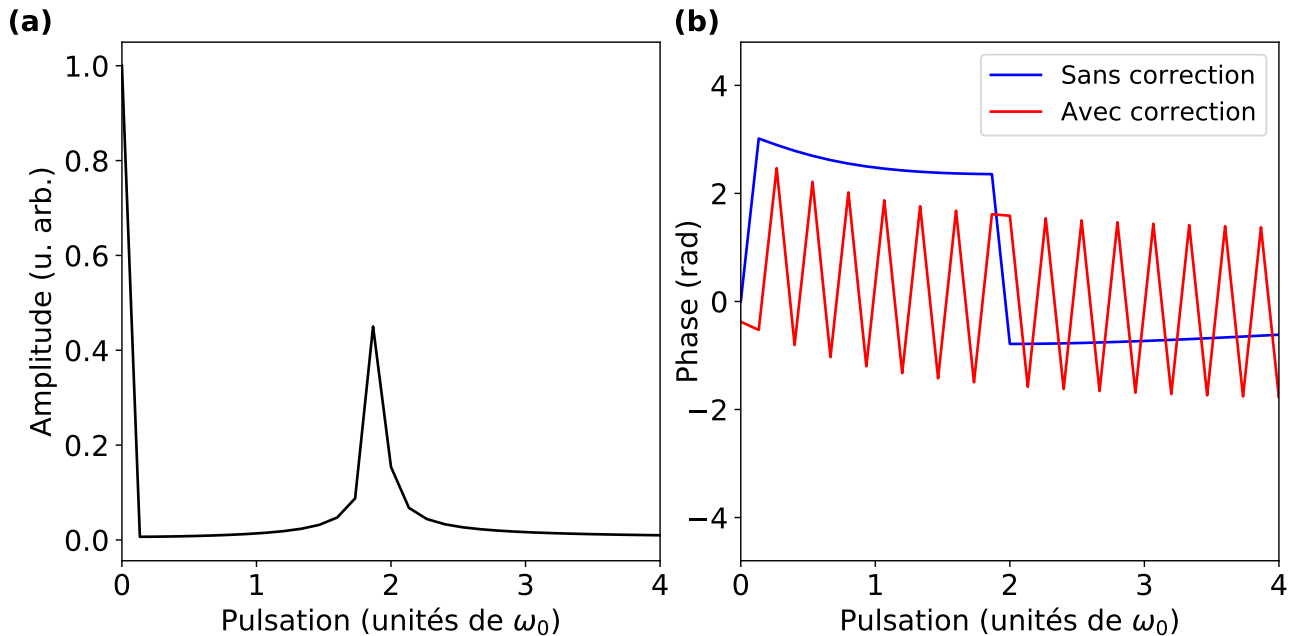 (a)
1.0
0.8
0.6
0.4
0.2
0.0
Amplitude (u. arb.)
0 1 2 3 4
Pulsation (unités de ω₀)
(b)
Sans correction
Avec correction
4
2
0
−2
−4
Phase (rad)
0 1 2 3 4
Pulsation (unités de ω₀)